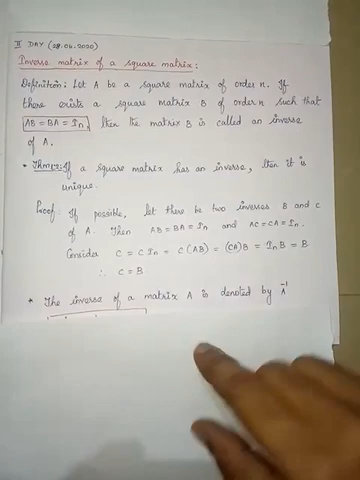 II DAY (08.04.2020)
Inverse matrix of a square matrix:
Definition: Let A be a square matrix of order n. If
there exists a square matrix B of order n such that
AB = BA = In, then the matrix B is called an inverse
of A.
* Thm: If a square matrix has an inverse, then it is
unique.
Proof: If possible, let there be two inverses B and C
of A. Then AB = BA = In and AC = CA = In.
Consider C = C In = C(AB) = (CA)B = In B = B
∴ C = B
* The inverse of a matrix A is denoted by A⁻¹